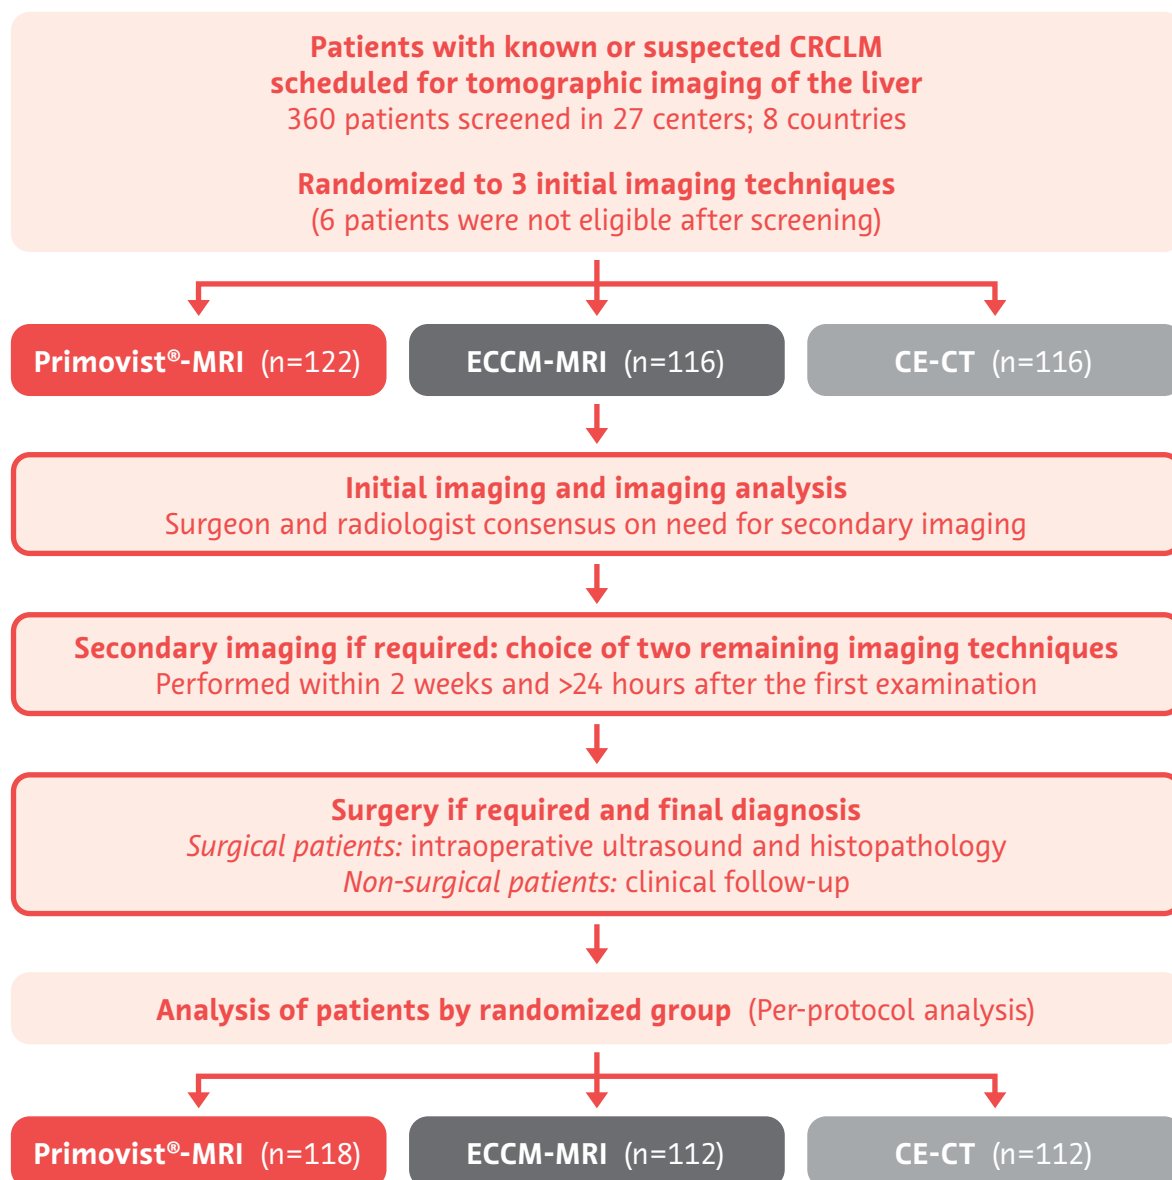 Patients with known or suspected CRCLM
scheduled for tomographic imaging of the liver
360 patients screened in 27 centers; 8 countries
Randomized to 3 initial imaging techniques
(6 patients were not eligible after screening)
Primovist®-MRI (n=122)
ECCM-MRI (n=116)
CE-CT (n=116)
Initial imaging and imaging analysis
Surgeon and radiologist consensus on need for secondary imaging
Secondary imaging if required: choice of two remaining imaging techniques
Performed within 2 weeks and >24 hours after the first examination
Surgery if required and final diagnosis
Surgical patients: intraoperative ultrasound and histopathology
Non-surgical patients: clinical follow-up
Analysis of patients by randomized group (Per-protocol analysis)
Primovist®-MRI (n=118)
ECCM-MRI (n=112)
CE-CT (n=112)